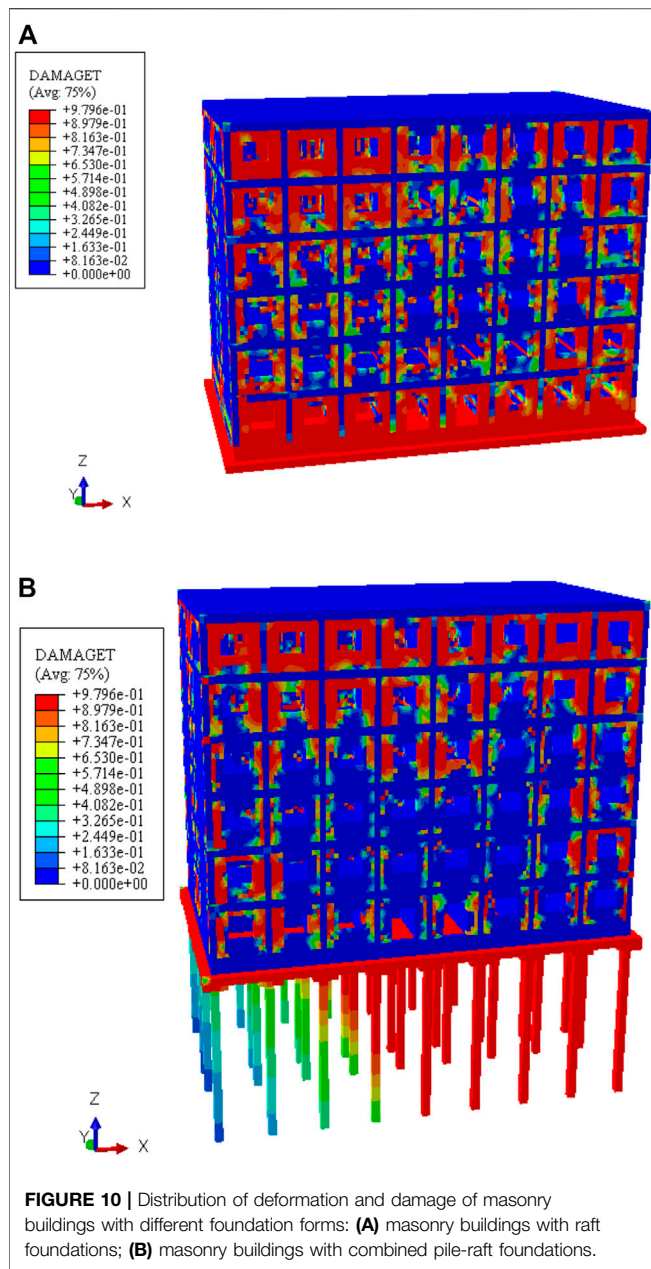 A
DAMAGET
(Avg: 75%)
+9.796e-01
+8.979e-01
+8.163e-01
+7.347e-01
+6.530e-01
+5.714e-01
+4.898e-01
+4.082e-01
+3.265e-01
+2.449e-01
+1.633e-01
+8.163e-02
+0.000e+00
Z
Y
X
B
DAMAGET
(Avg: 75%)
+9.796e-01
+8.979e-01
+8.163e-01
+7.347e-01
+6.530e-01
+5.714e-01
+4.898e-01
+4.082e-01
+3.265e-01
+2.449e-01
+1.633e-01
+8.163e-02
+0.000e+00
Z
Y
X
FIGURE 10 | Distribution of deformation and damage of masonry
buildings with different foundation forms: (A) masonry buildings with raft
foundations; (B) masonry buildings with combined pile-raft foundations.